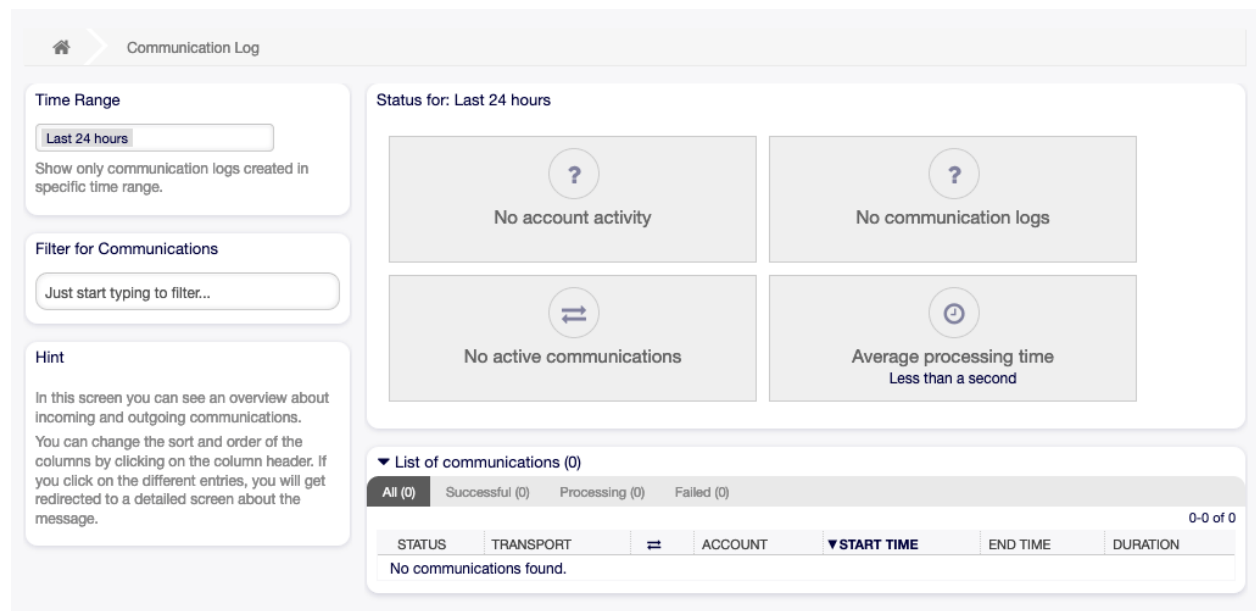 Communication Log
Time Range
Last 24 hours
Show only communication logs created in
specific time range.
Filter for Communications
Just start typing to filter...
Hint
In this screen you can see an overview about
incoming and outgoing communications.
You can change the sort and order of the
columns by clicking on the column header. If
you click on the different entries, you will get
redirected to a detailed screen about the
message.
Status for: Last 24 hours
?
No account activity
?
No communication logs
No active communications
Average processing time
Less than a second
▼ List of communications (0)
All (0) Successful (0) Processing (0) Failed (0)
0-0 of 0
STATUS TRANSPORT ⇄ ACCOUNT ▼START TIME END TIME DURATION
No communications found.